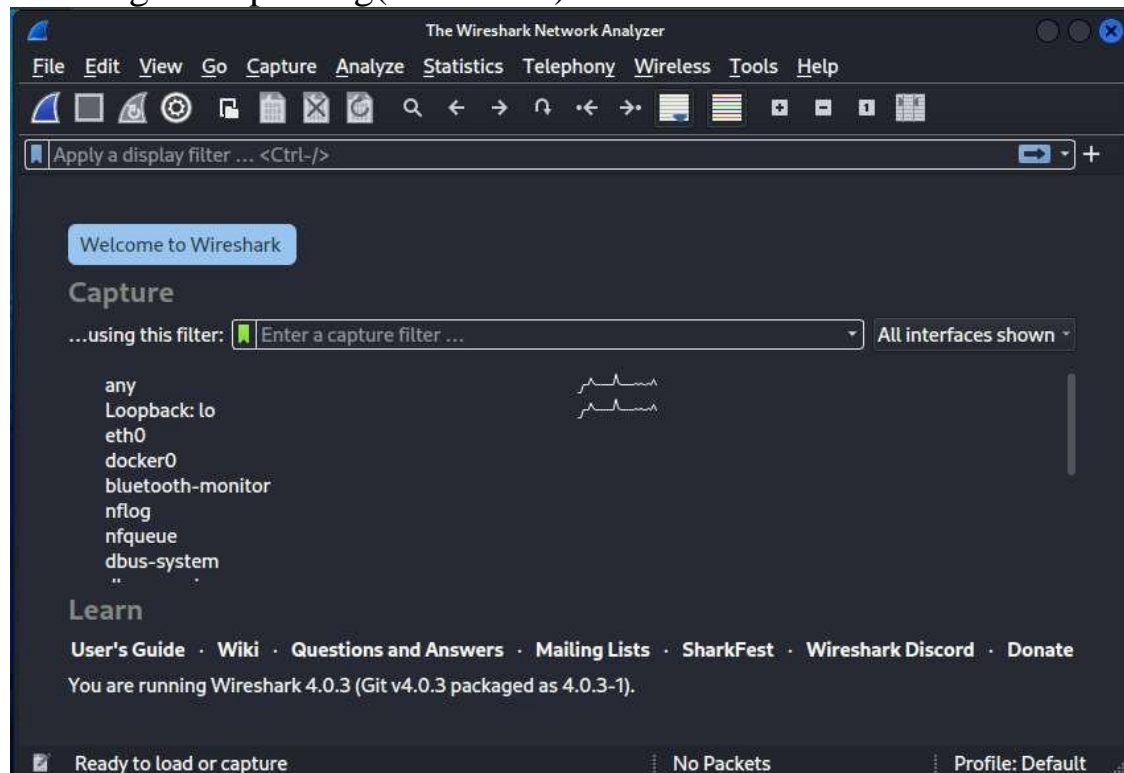 The Wireshark Network Analyzer
File Edit View Go Capture Analyze Statistics Telephony Wireless Tools Help
Apply a display filter ... <Ctrl-/>
Welcome to Wireshark
Capture
...using this filter: Enter a capture filter ... All interfaces shown
any
Loopback: lo
eth0
docker0
bluetooth-monitor
nflog
nfqueue
dbus-system
Learn
User's Guide · Wiki · Questions and Answers · Mailing Lists · SharkFest · Wireshark Discord · Donate
You are running Wireshark 4.0.3 (Git v4.0.3 packaged as 4.0.3-1).
Ready to load or capture No Packets Profile: Default